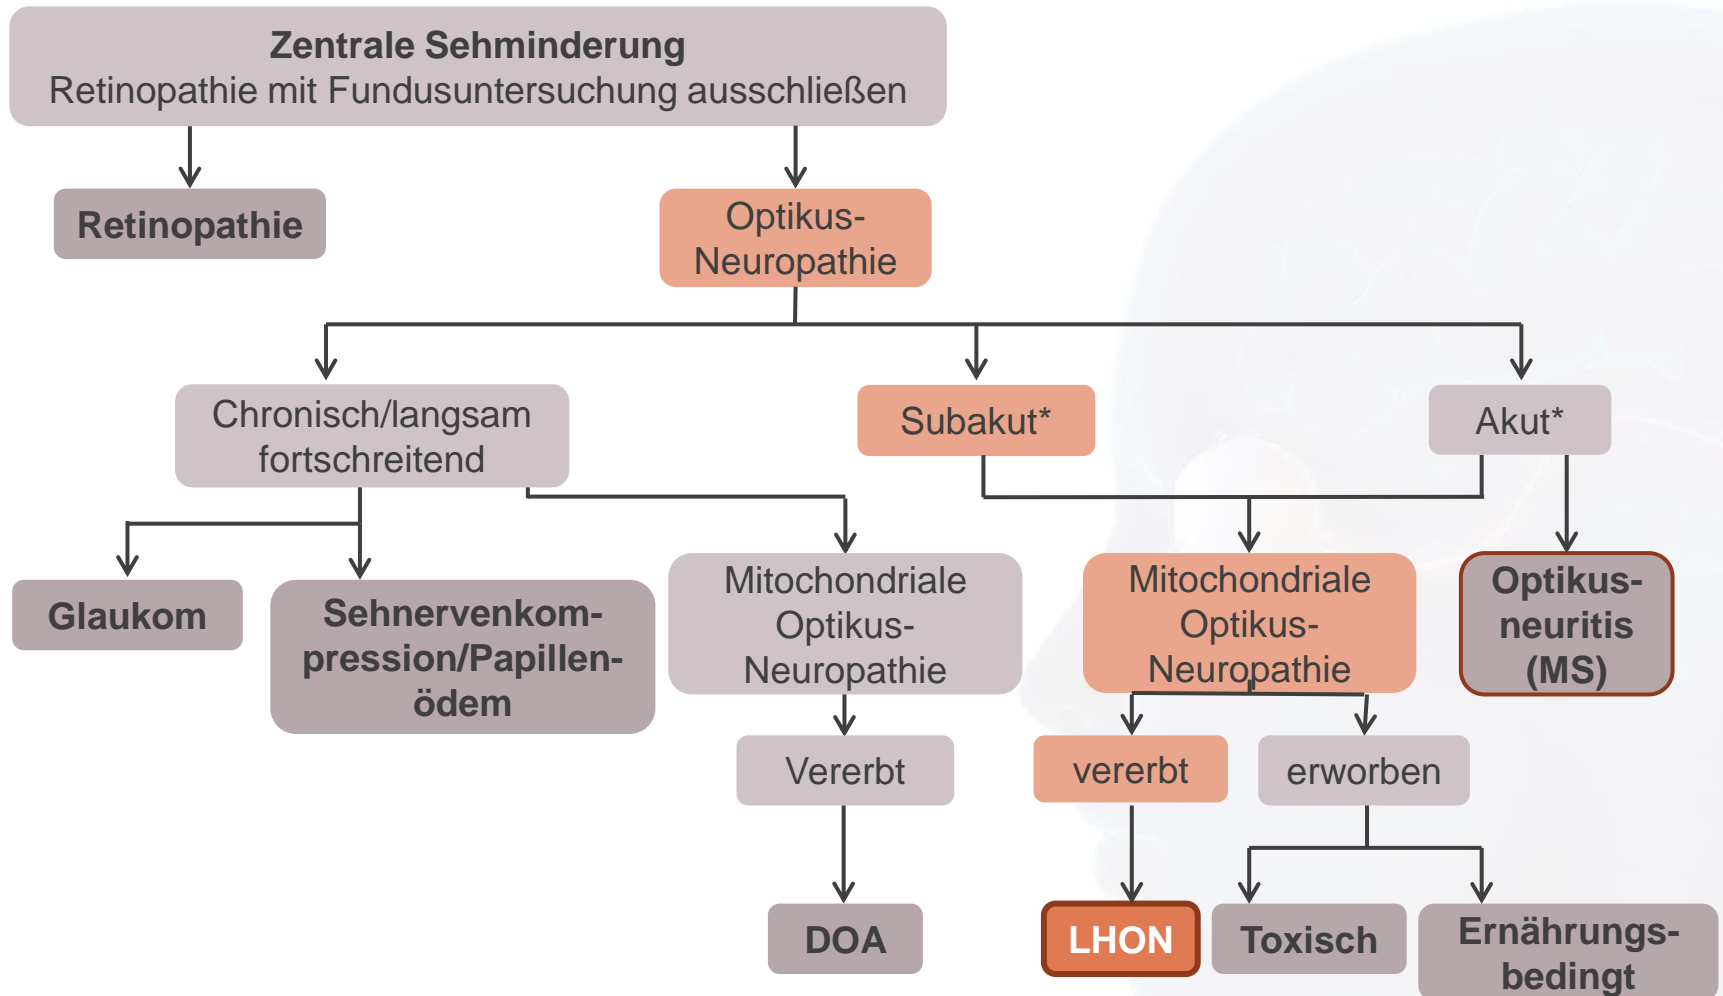 Zentrale Sehminderung
Retinopathie mit Fundusuntersuchung ausschließen
Retinopathie
Optikus-
Neuropathie
Chronisch/langsam
fortschreitend
Subakut*
Akut*
Glaukom
Sehnervenkom-
pression/Papillen-
ödem
Mitochondriale
Optikus-
Neuropathie
Mitochondriale
Optikus-
Neuropathie
Optikus-
neuritis
(MS)
Vererbt
vererbt
erworben
DOA
LHON
Toxisch
Ernährungs-
bedingt